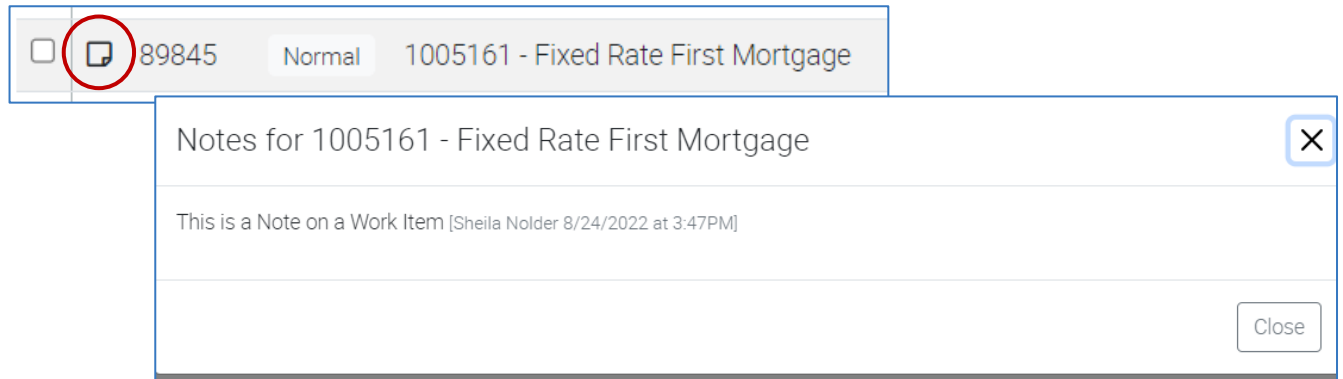 89845 Normal 1005161 - Fixed Rate First Mortgage
Notes for 1005161 - Fixed Rate First Mortgage
This is a Note on a Work Item [Sheila Nolder 8/24/2022 at 3:47PM]
Close